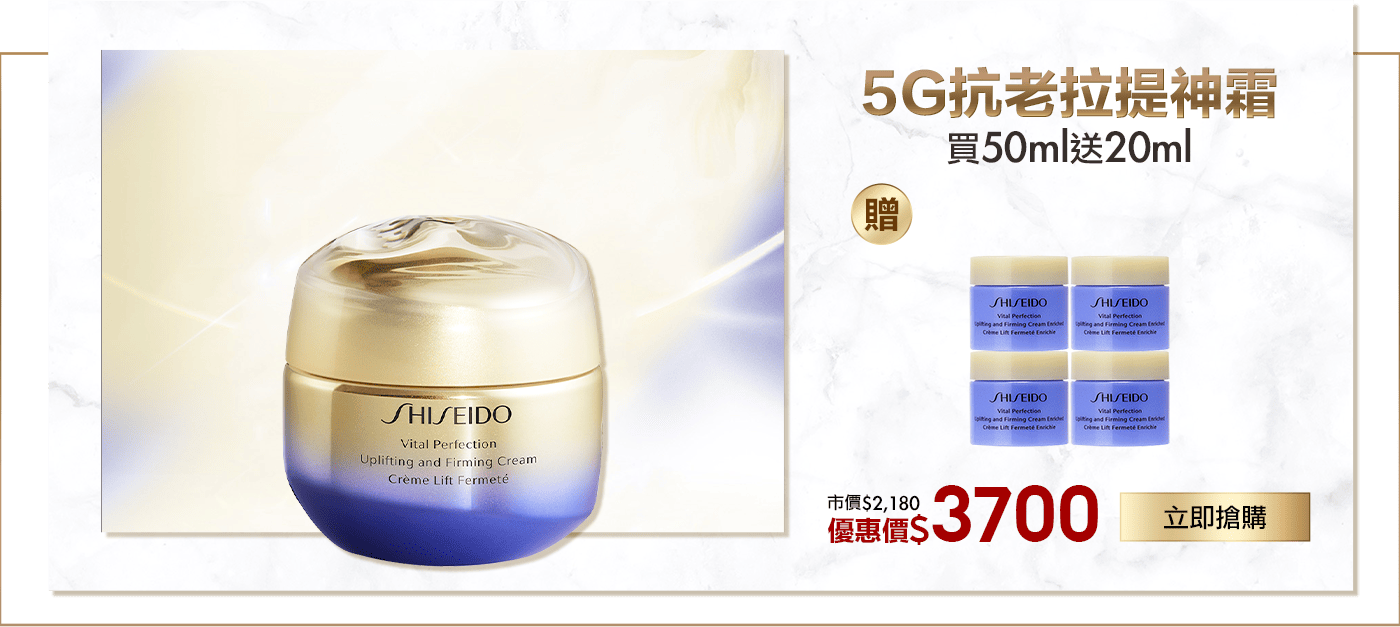 SHISEIDO
Vital Perfection
Uplifting and Firming Cream
Crème Lift Fermeté
5G抗老拉提神霜
買50ml送20ml
贈
SHISEIDO
Vital Perfection
Uplifting and Firming Cream Enriched
Crème Lift Fermeté Enrichie
SHISEIDO
Vital Perfection
Uplifting and Firming Cream Enriched
Crème Lift Fermeté Enrichie
SHISEIDO
Vital Perfection
Uplifting and Firming Cream Enriched
Crème Lift Fermeté Enrichie
SHISEIDO
Vital Perfection
Uplifting and Firming Cream Enriched
Crème Lift Fermeté Enrichie
市價$2,180
優惠價$3700
立即搶購